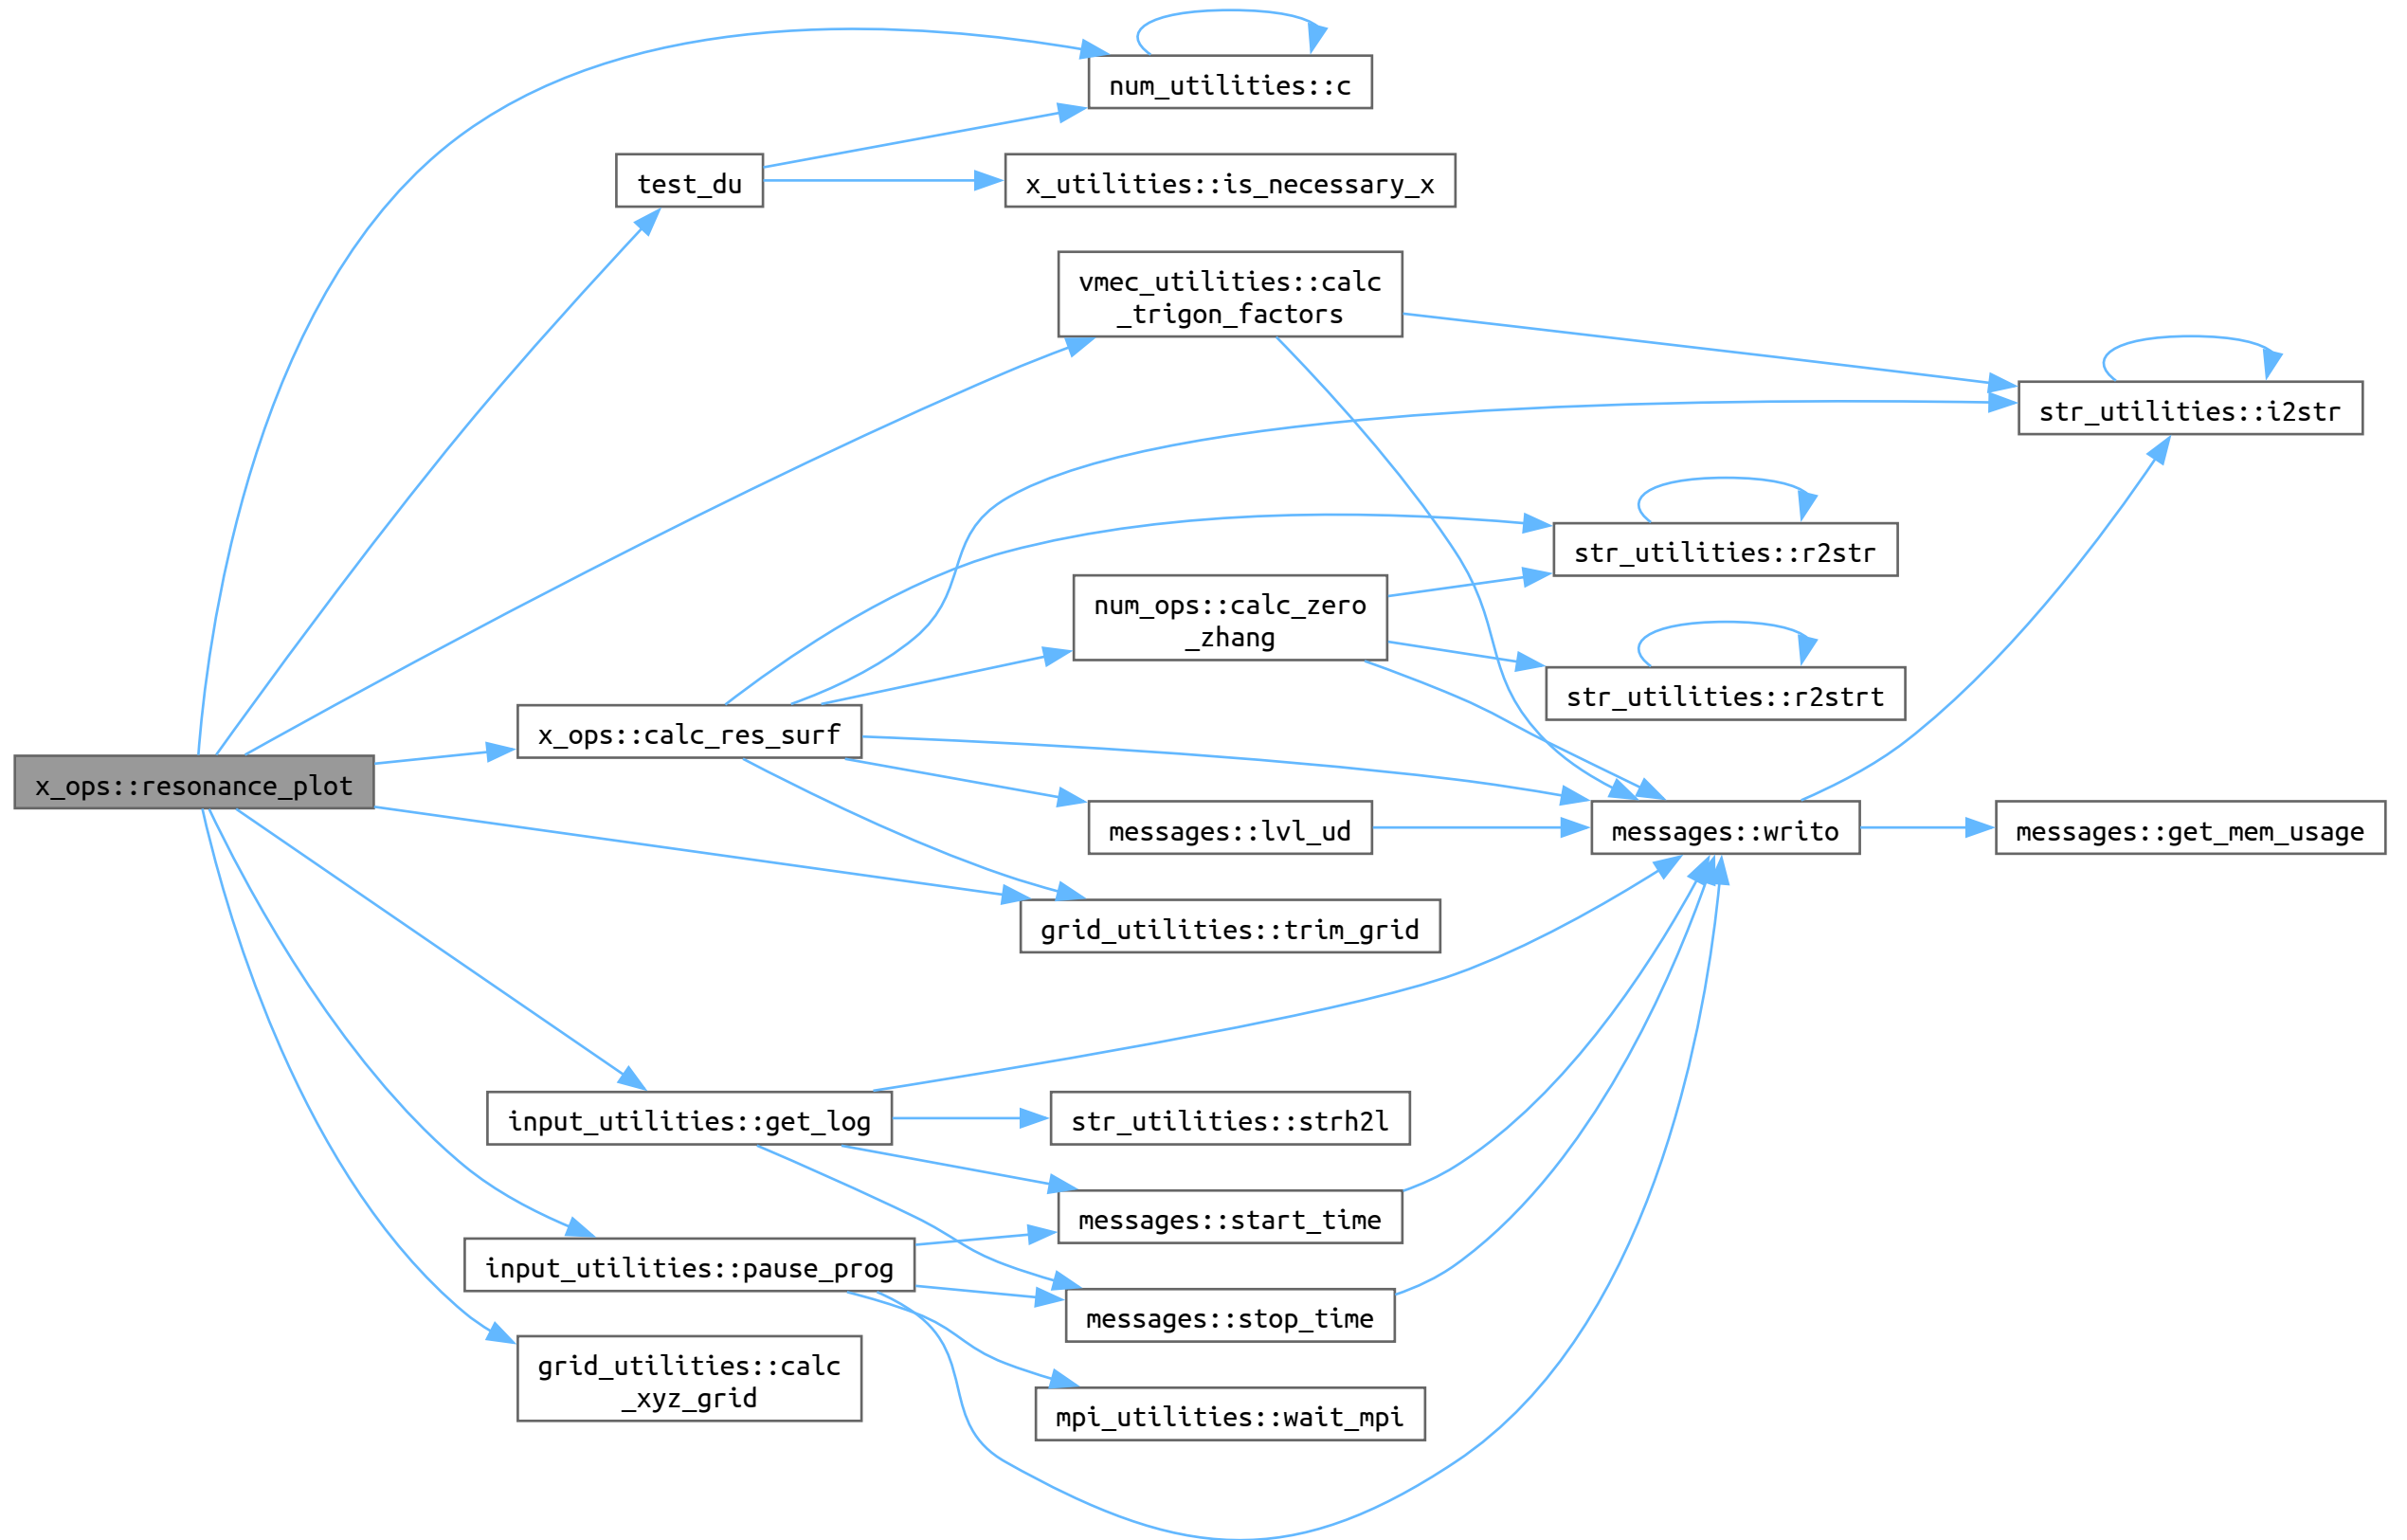 num_utilities::c
test_du
x_utilities::is_necessary_x
vmec_utilities::calc
_trigon_factors
str_utilities::i2str
str_utilities::r2str
num_ops::calc_zero
_zhang
str_utilities::r2strt
x_ops::calc_res_surf
x_ops::resonance_plot
messages::lvl_ud
messages::writo
messages::get_mem_usage
grid_utilities::trim_grid
input_utilities::get_log
str_utilities::strh2l
messages::start_time
input_utilities::pause_prog
messages::stop_time
grid_utilities::calc
_xyz_grid
mpi_utilities::wait_mpi